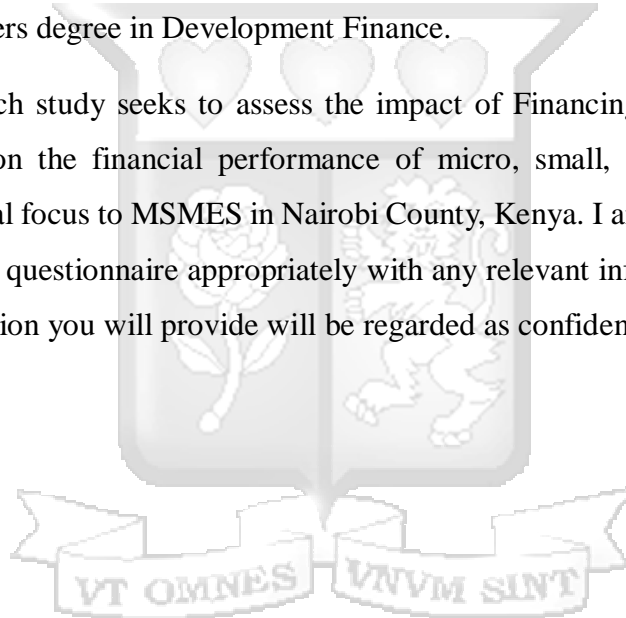 ers degree in Development Finance.
ch study seeks to assess the impact of Financing
on the financial performance of micro, small,
al focus to MSMES in Nairobi County, Kenya. I a
questionnaire appropriately with any relevant in
ion you will provide will be regarded as confiden
VT OMNES VNVM SINT